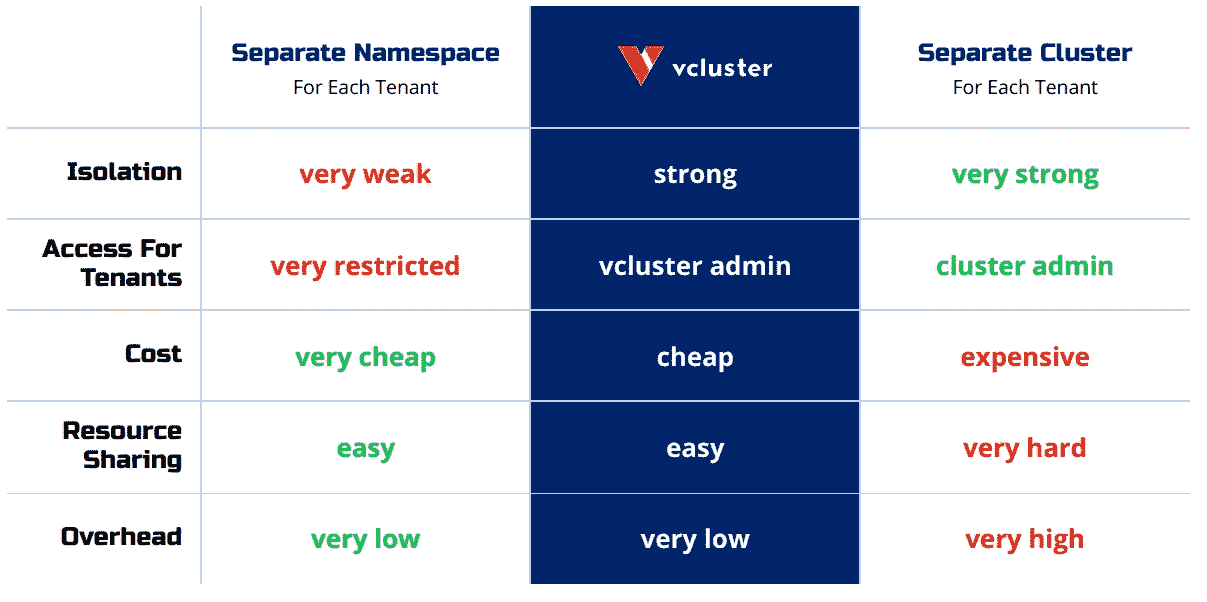 Separate Namespace
For Each Tenant
vcluster
Separate Cluster
For Each Tenant
Isolation
very weak
strong
very strong
Access For
Tenants
very restricted
vcluster admin
cluster admin
Cost
very cheap
cheap
expensive
Resource
Sharing
easy
easy
very hard
Overhead
very low
very low
very high